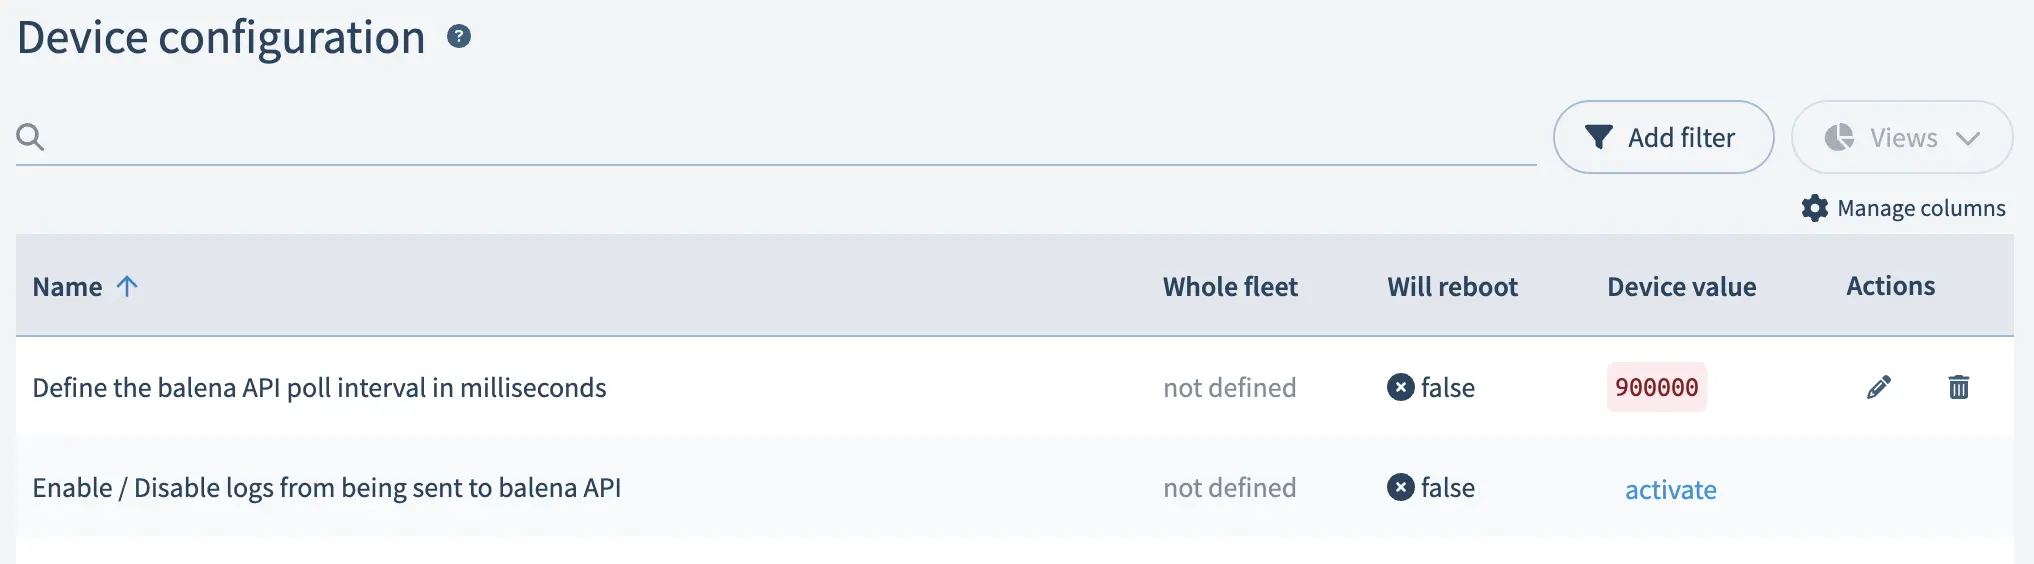 Device configuration ?
Add filter
Views
Manage columns
Name Whole fleet Will reboot Device value Actions
Define the balena API poll interval in milliseconds not defined false 900000
Enable / Disable logs from being sent to balena API not defined false activate